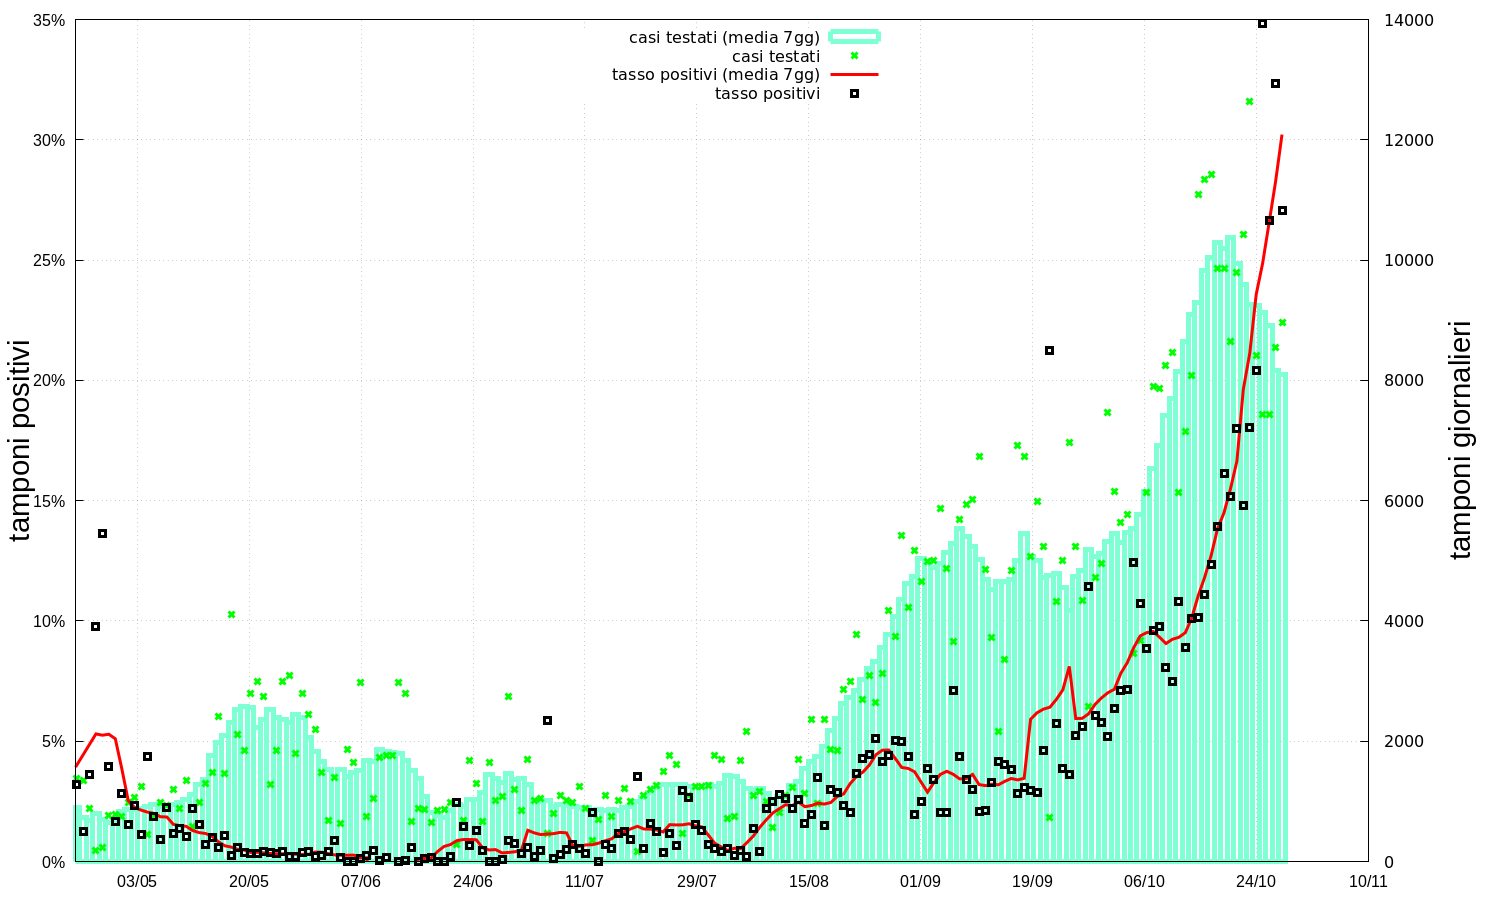 casi testati (media 7gg)
casi testati
tasso positivi (media 7gg)
tasso positivi
tamponi positivi
35%
30%
25%
20%
15%
10%
5%
0%
14000
12000
10000
8000
6000
4000
2000
0
tamponi giornalieri
03/05 20/05 07/06 24/06 11/07 29/07 15/08 01/09 19/09 06/10 24/10 10/11